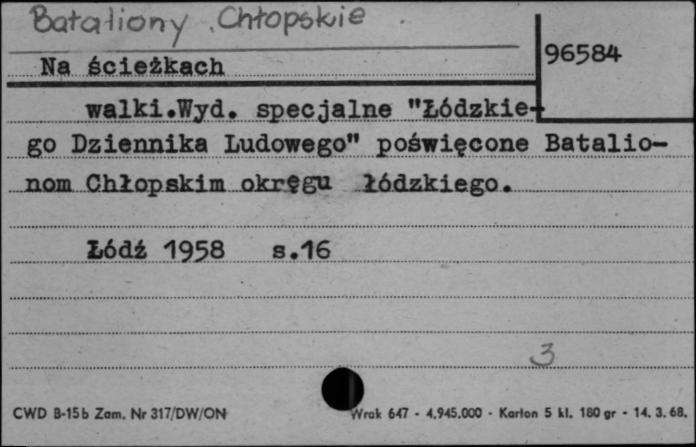 Bataliony Chłopskie
96584
Na ścieżkach
walki.Wyd. specjalne "Łódzkie-
go Dziennika Ludowego" poświęcone Batalio-
nom Chłopskim okręgu łódzkiego.
Łódź 1958 s.16
3
CWD B-15b Zam. Nr 317/DW/ON Wrak 647 - 4,945.000 - Karton 5 kl. 180 gr - 14. 3. 68.